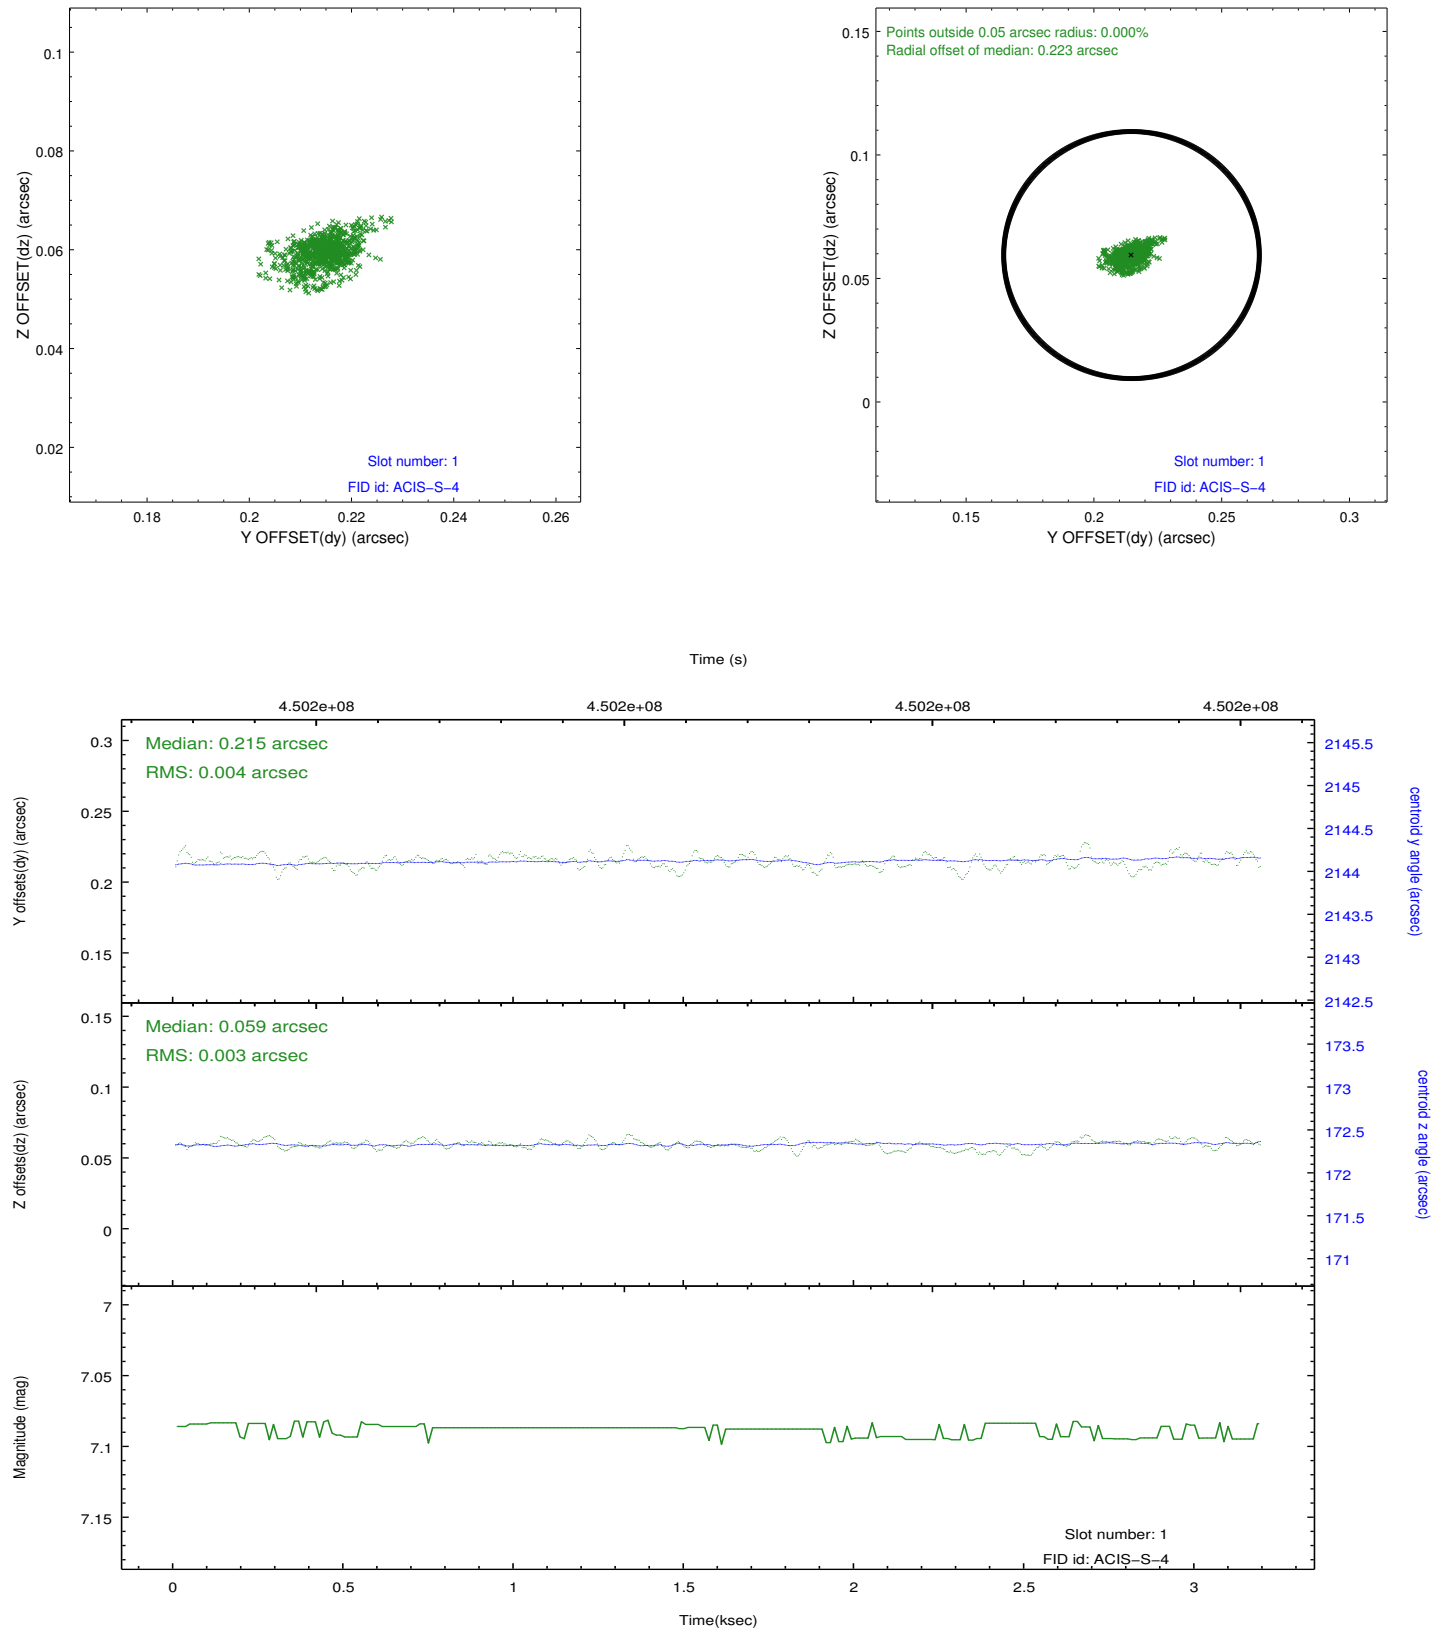 0.1
0.08
0.06
0.04
0.02
Z OFFSET(dz) (arcsec)
Slot number: 1
FID id: ACIS−S−4
0.18 0.2 0.22 0.24 0.26
Y OFFSET(dy) (arcsec)
Points outside 0.05 arcsec radius: 0.000%
Radial offset of median: 0.223 arcsec
0.15
0.1
0.05
0
Z OFFSET(dz) (arcsec)
Slot number: 1
FID id: ACIS−S−4
0.15 0.2 0.25 0.3
Y OFFSET(dy) (arcsec)
Time (s)
4.502e+08 4.502e+08 4.502e+08 4.502e+08
Median: 0.215 arcsec
RMS: 0.004 arcsec
0.3
0.25
0.2
0.15
Y offsets(dy) (arcsec)
2145.5
2145
2144.5
2144
2143.5
2143
2142.5
centroid y angle (arcsec)
Median: 0.059 arcsec
RMS: 0.003 arcsec
0.15
0.1
0.05
0
Z offsets(dz) (arcsec)
173.5
173
172.5
172
171.5
171
centroid z angle (arcsec)
7
7.05
7.1
7.15
Magnitude (mag)
Slot number: 1
FID id: ACIS−S−4
0 0.5 1 1.5 2 2.5 3
Time(ksec)